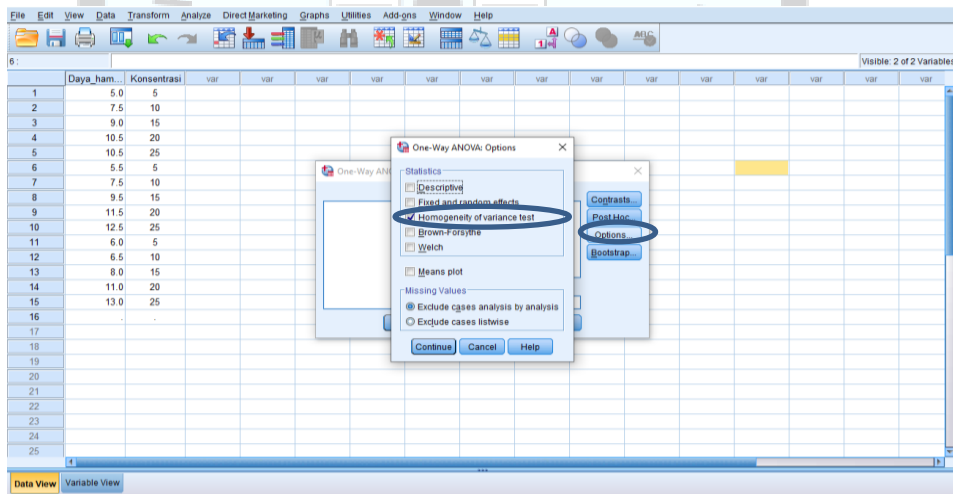 File Edit View Data Transform Analyze Direct Marketing Graphs Utilities Add-ons Window Help
6 :
Visible: 2 of 2 Variables
Daya_ham... Konsentrasi var var var var var var var var var var var var var var
1 5.0 5
2 7.5 10
3 9.0 15
4 10.5 20
5 10.5 25
6 5.5 5
7 7.5 10
8 9.5 15
9 11.5 20
10 12.5 25
11 6.0 5
12 6.5 10
13 8.0 15
14 11.0 20
15 13.0 25
16 . .
17
18
19
20
21
22
23
24
25
One-Way AN
Contrasts...
Post Hoc...
Options...
Bootstrap...
One-Way ANOVA: Options
Statistics
Descriptive
Fixed and random effects
Homogeneity of variance test
Brown-Forsythe
Welch
Means plot
Missing Values
Exclude cases analysis by analysis
Exclude cases listwise
Continue Cancel Help
Data View Variable View